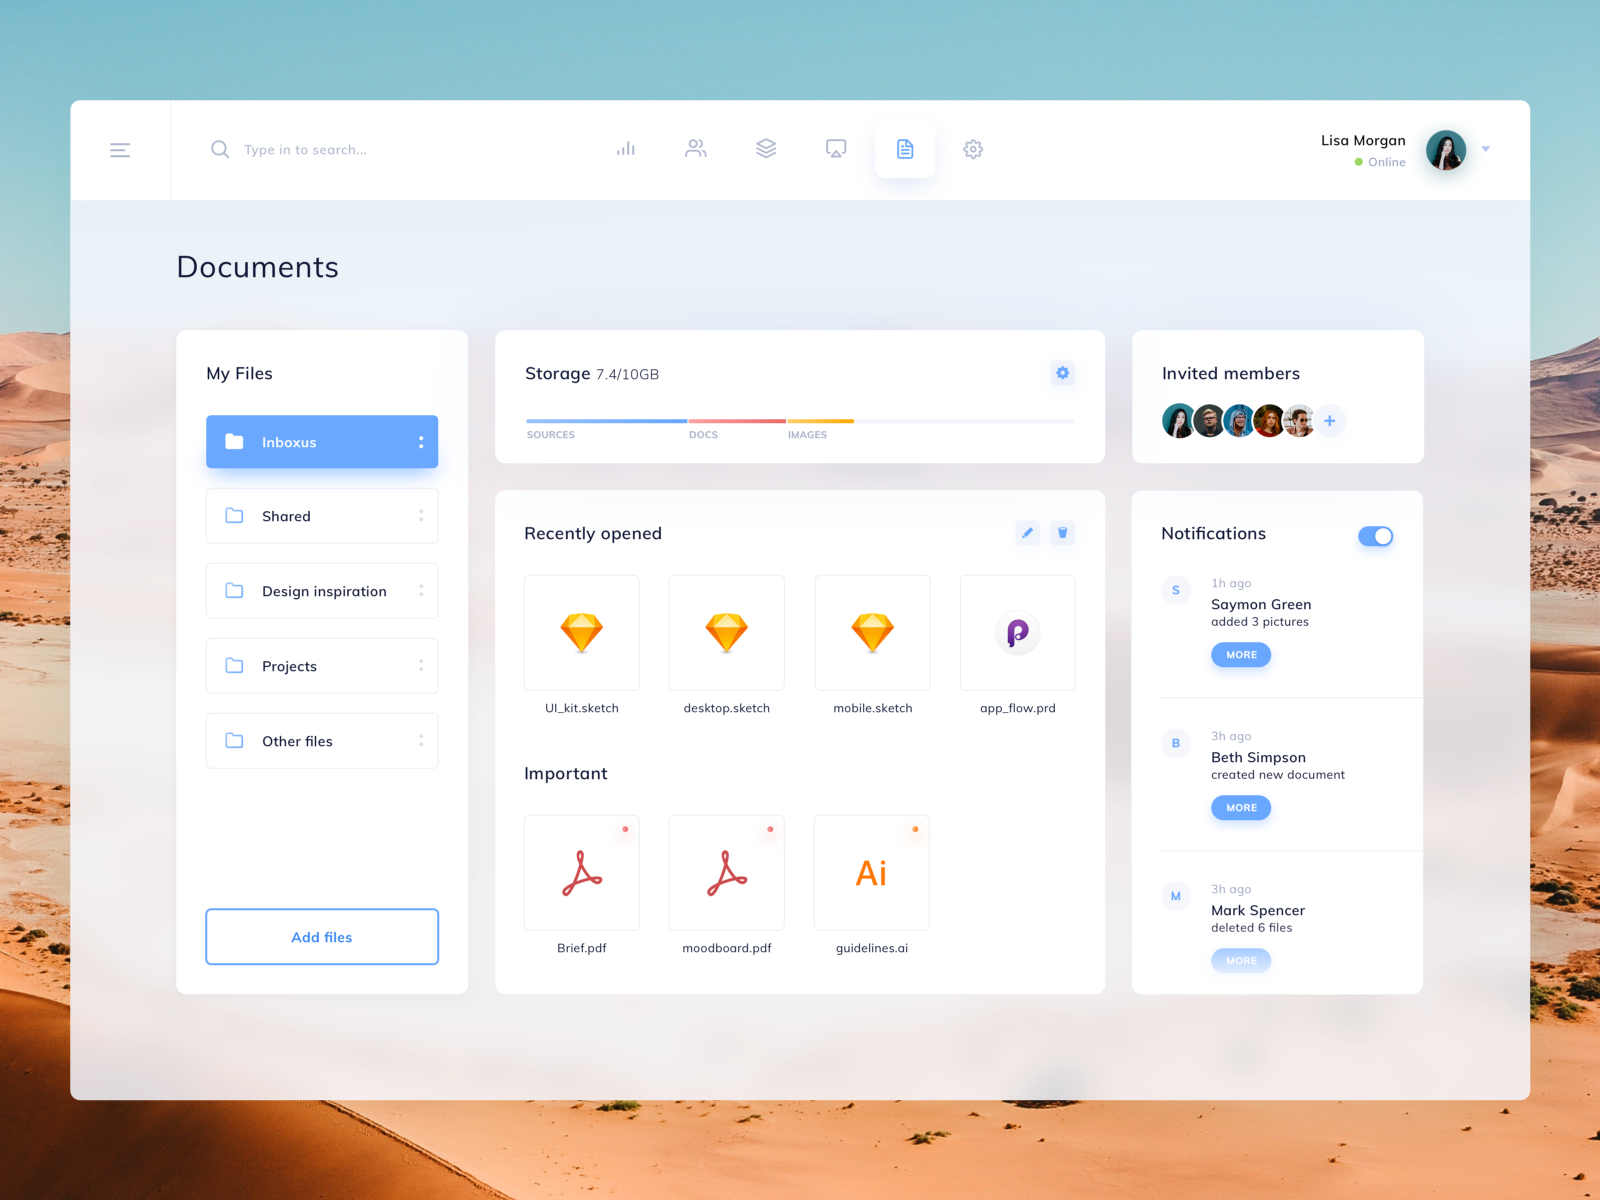 Type in to search...
Lisa Morgan
Online
Documents
My Files
Inboxus
Shared
Design inspiration
Projects
Other files
Add files
Storage 7.4/10GB
SOURCES DOCS IMAGES
Recently opened
UI_kit.sketch desktop.sketch mobile.sketch app_flow.prd
Important
Ai
Brief.pdf moodboard.pdf guidelines.ai
Invited members
Notifications
S
1h ago
Saymon Green
added 3 pictures
MORE
B
3h ago
Beth Simpson
created new document
MORE
M
3h ago
Mark Spencer
deleted 6 files
MORE